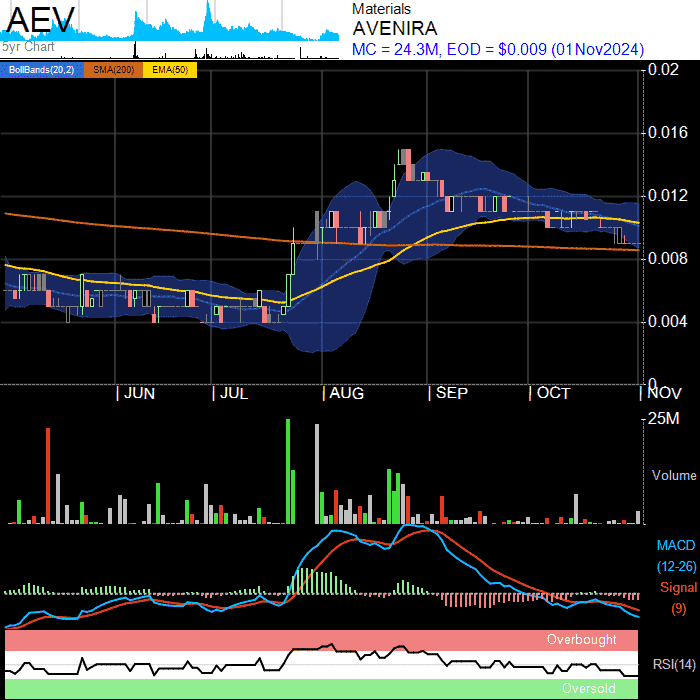 AEV
5yr Chart
Materials
AVENIRA
MC = 24.3M, EOD = $0.009 (01Nov2024)
BollBands(20,2) SMA(200) EMA(50)
0.02
0.016
0.012
0.008
0.004
0
JUN JUL AUG SEP OCT NOV
25M
Volume
MACD
(12-26)
Signal
(9)
Overbought
RSI(14)
Oversold